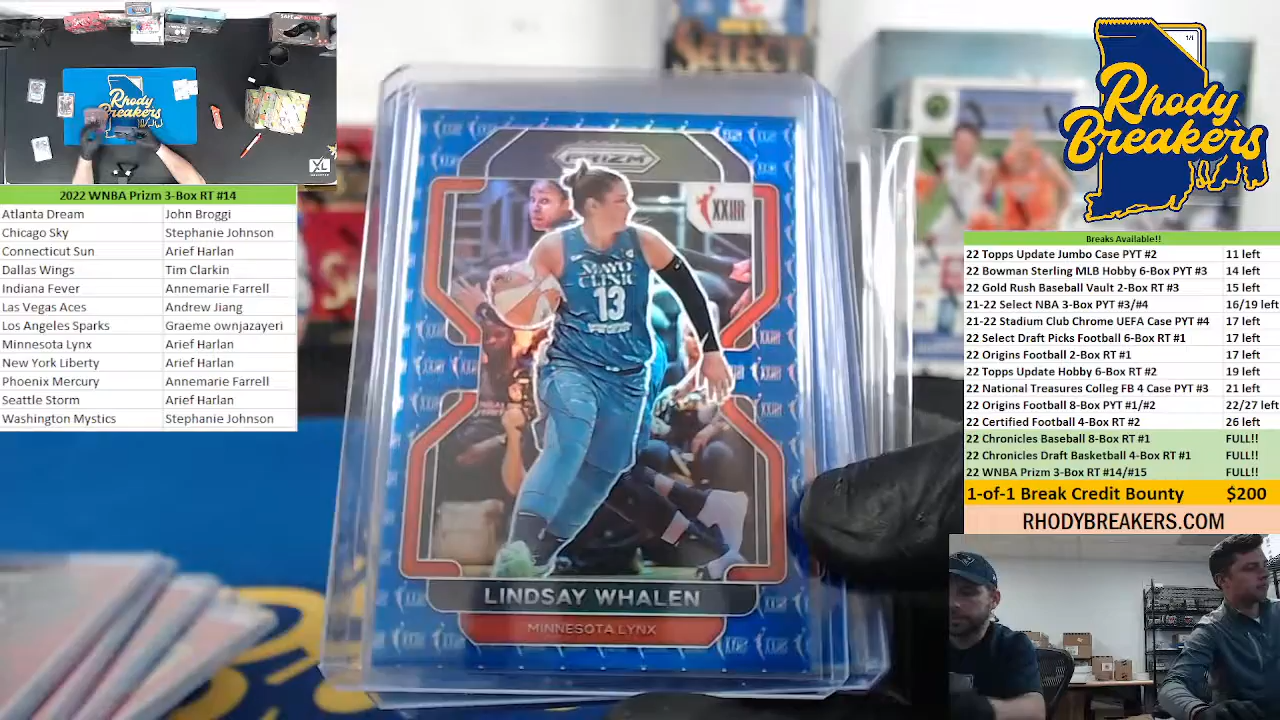 Rhody
Breakers
XL
2022 WNBA Prizm 3-Box RT #14
Atlanta Dream John Broggi
Chicago Sky Stephanie Johnson
Connecticut Sun Arief Harlan
Dallas Wings Tim Clarkin
Indiana Fever Annemarie Farrell
Las Vegas Aces Andrew Jiang
Los Angeles Sparks Graeme ownjazayeri
Minnesota Lynx Arief Harlan
New York Liberty Arief Harlan
Phoenix Mercury Annemarie Farrell
Seattle Storm Arief Harlan
Washington Mystics Stephanie Johnson
SELECT
PRIZM
MAYO
CLINIC
13
LINDSAY WHALEN
MINNESOTA LYNX
1/1
Rhody
Breakers
Breaks Available!!
22 Topps Update Jumbo Case PYT #2 11 left
22 Bowman Sterling MLB Hobby 6-Box PYT #3 14 left
22 Gold Rush Baseball Vault 2-Box RT #3 15 left
21-22 Select NBA 3-Box PYT #3/#4 16/19 left
21-22 Stadium Club Chrome UEFA Case PYT #4 17 left
22 Select Draft Picks Football 6-Box RT #1 17 left
22 Origins Football 2-Box RT #1 17 left
22 Topps Update Hobby 6-Box RT #2 19 left
22 National Treasures Colleg FB 4 Case PYT #3 21 left
22 Origins Football 8-Box PYT #1/#2 22/27 left
22 Certified Football 4-Box RT #2 26 left
22 Chronicles Baseball 8-Box RT #1 FULL!!
22 Chronicles Draft Basketball 4-Box RT #1 FULL!!
22 WNBA Prizm 3-Box RT #14/#15 FULL!!
1-of-1 Break Credit Bounty $200
RHODYBREAKERS.COM